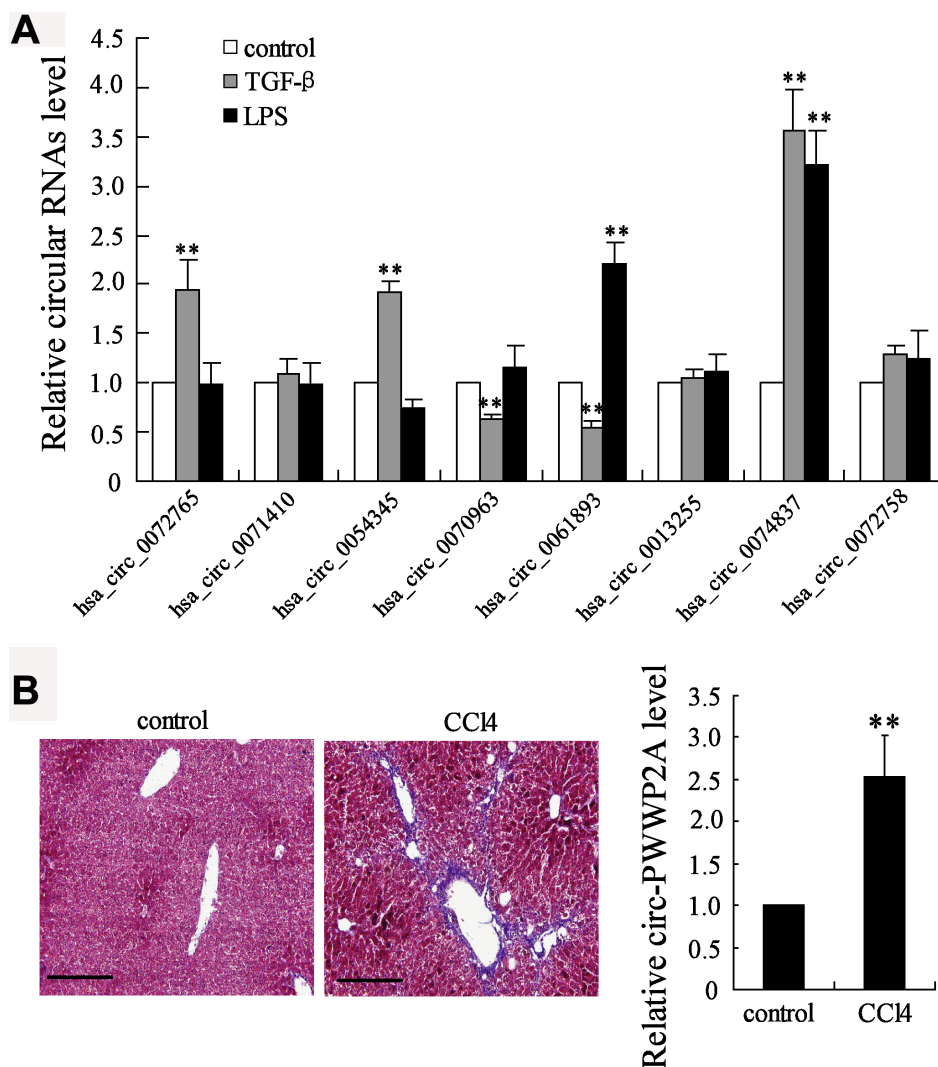 A
Relative circular RNAs level
4.5
4.0
3.5
3.0
2.5
2.0
1.5
1.0
0.5
0
control
TGF-β
LPS
**
**
**
**
**
**
**
hsa_circ_0072765
hsa_circ_0071410
hsa_circ_0054345
hsa_circ_0070963
hsa_circ_0061893
hsa_circ_0013255
hsa_circ_0074837
hsa_circ_0072758
B
control
CCl4
Relative circ-PWWP2A level
3.5
3.0
2.5
2.0
1.5
1.0
0.5
0
**
control
CCl4